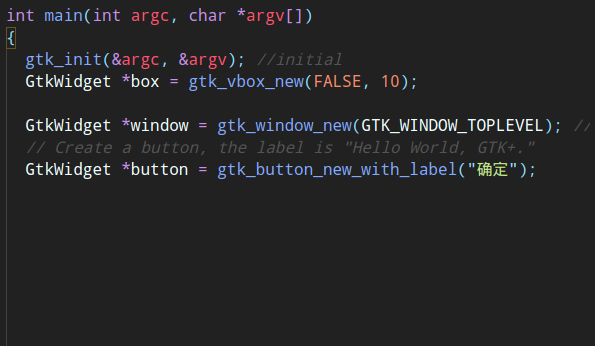 int main(int argc, char *argv[])
{
gtk_init(&argc, &argv); //initial
GtkWidget *box = gtk_vbox_new(FALSE, 10);
GtkWidget *window = gtk_window_new(GTK_WINDOW_TOPLEVEL); //
// Create a button, the label is "Hello World, GTK+."
GtkWidget *button = gtk_button_new_with_label("确定");